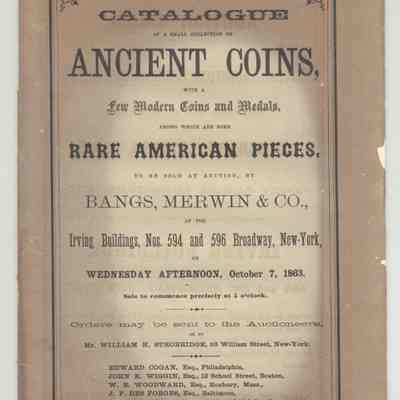 CATALOGUE
OF A SMALL COLLECTION OF
ANCIENT COINS,
WITH A
Few Modern Coins and Medals,
AMONG WHICH ARE SOME
RARE AMERICAN PIECES,
TO BE SOLD AT AUCTION, BY
BANGS, MERWIN & CO.,
AT THE
Irving Buildings, Nos. 594 and 596 Broadway, New-York,
ON
WEDNESDAY AFTERNOON, October 7, 1863.
Sale to commence precisely at 4 o'clock.
Orders may be sent to the Auctioneers,
OR TO
Mr. WILLIAM H. STROBRIDGE, 93 William Street, New-York.
EDWARD COGAN, Esq., Philadelphia,
JOHN K. WIGGIN, Esq., 13 School Street, Boston,
W. E. WOODWARD, Esq., Roxbury, Mass.,
J. P. DES FORGES, Esq., Baltimore,